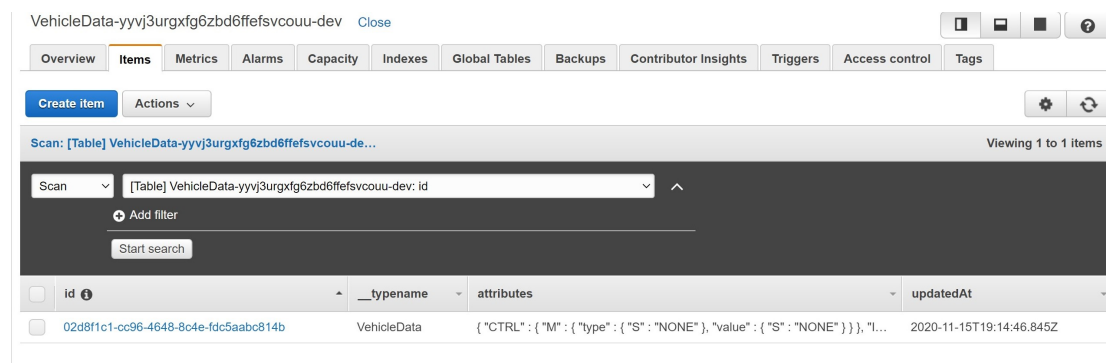 VehicleData-yyvj3urgxfg6zbd6ffefsvcouu-dev Close
Overview Items Metrics Alarms Capacity Indexes Global Tables Backups Contributor Insights Triggers Access control Tags
Create item Actions
Scan: [Table] VehicleData-yyvj3urgxfg6zbd6ffefsvcouu-de… Viewing 1 to 1 items
Scan [Table] VehicleData-yyvj3urgxfg6zbd6ffefsvcouu-dev: id
Add filter
Start search
id __typename attributes updatedAt
02d8f1c1-cc96-4648-8c4e-fdc5aabc814b VehicleData { "CTRL" : { "M" : { "type" : { "S" : "NONE" }, "value" : { "S" : "NONE" } } }, "I… 2020-11-15T19:14:46.845Z